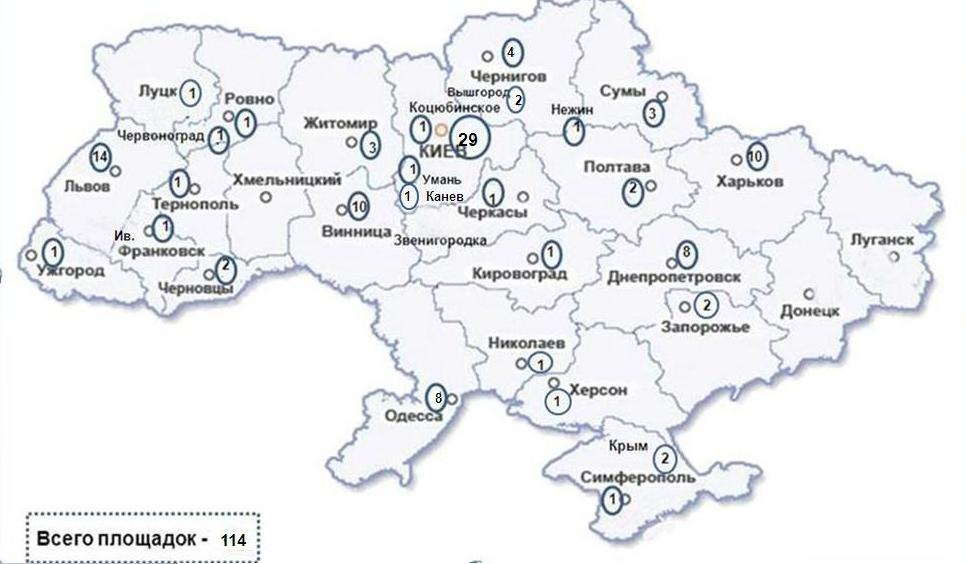 4
Чернигов
Луцк 1
Вышгород 2
Сумы
3
Ровно
1
Коцюбинское
Нежин
1
Червоноград 1
Житомир
3
1
29
КИЕВ
14
Львов
10
Харьков
Полтава
2
1
Умань
1
Тернополь
Хмельницкий
1 Канев
1
Черкасы
10
Винница
Звенигородка
Ив.
1
Франковск
Луганск
1
Ужгород
2
Черновцы
1
Кировоград
8
Днепропетровск
2
Запорожье
Донецк
Николаев
1
Херсон
1
8
Одесса
Крым
2
Симферополь
1
Всего площадок - 114